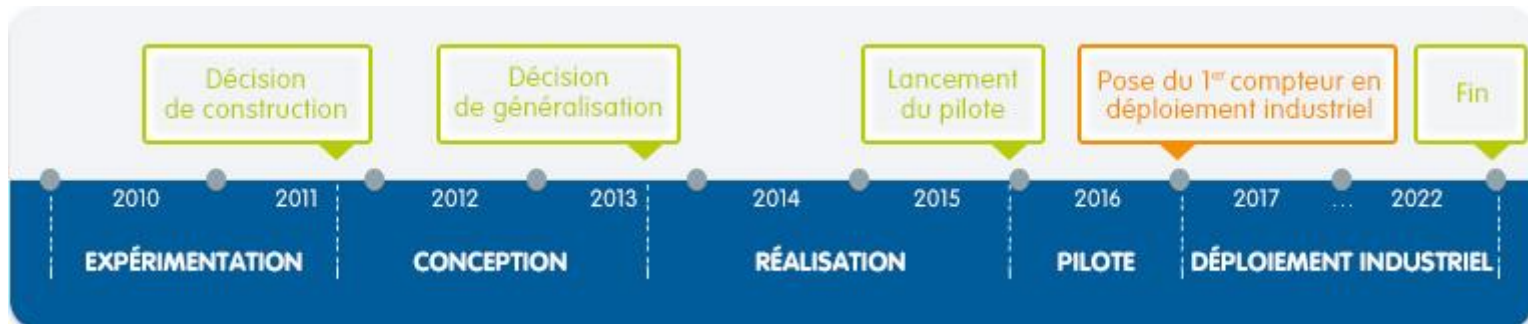 Décision
de construction
Décision
de généralisation
Lancement
du pilote
Pose du 1er compteur en
déploiement industriel
Fin
2010 2011 2012 2013 2014 2015 2016 2017 ... 2022
EXPÉRIMENTATION CONCEPTION RÉALISATION PILOTE DÉPLOIEMENT INDUSTRIEL